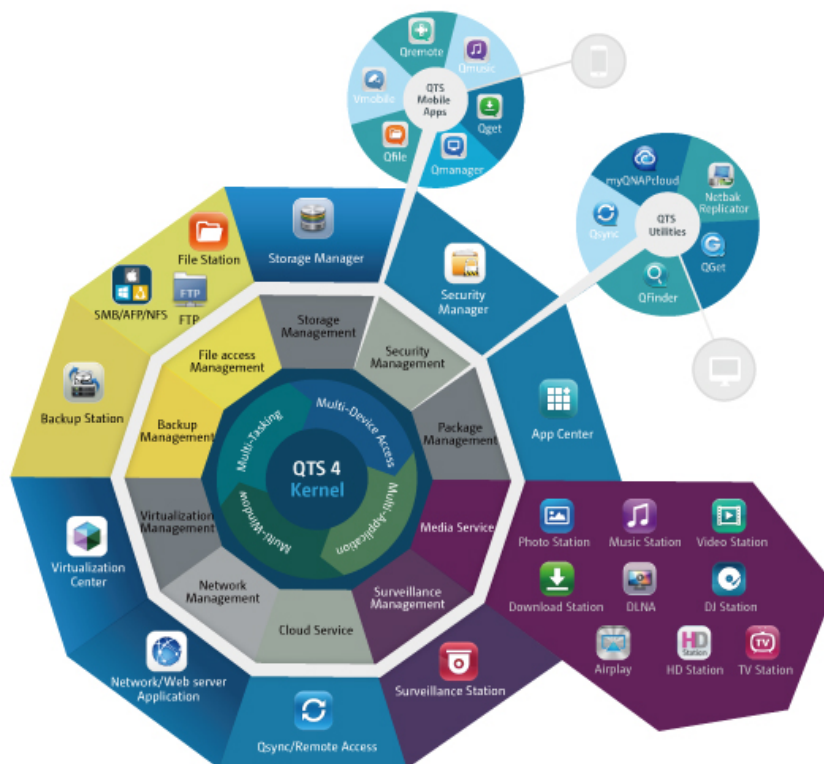 Qremote
Qmusic
Vmobile
QTS
Mobile
Apps
Qget
Qfile
Qmanager
myQNAPcloud
Netbak
Replicator
Qsync
QTS
Utilities
QGet
QFinder
File Station
Storage Manager
SMB/AFP/NFS
FTP
FTP
Security
Manager
Storage
Management
File access
Management
Security
Management
Backup Station
Backup
Management
Multi-Tasking
Multi-Device Access
Package
Management
App Center
QTS 4
Kernel
Multi-Window
Multi-Application
Virtualization
Management
Media Service
Photo Station
Music Station
Video Station
Virtualization
Center
Network
Management
Surveillance
Management
Download Station
DLNA
DJ Station
Cloud Service
HD
Station
TV
Airplay
HD Station
TV Station
Network/Web server
Application
Surveillance Station
Qsync/Remote Access